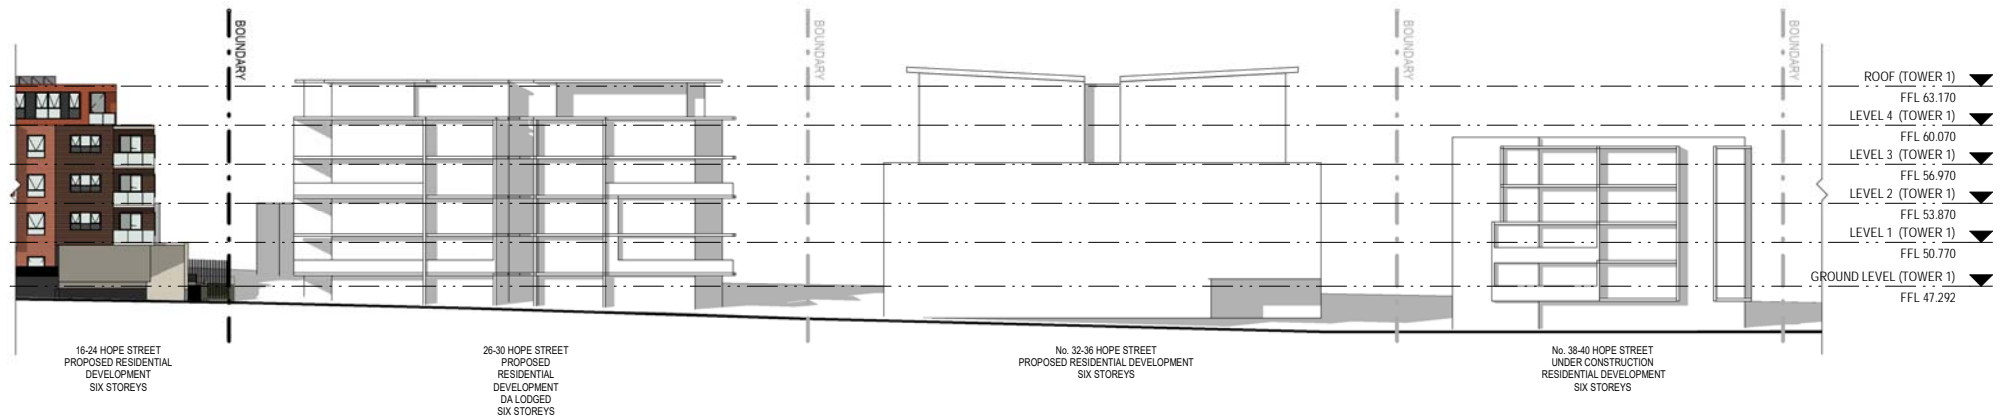 BOUNDARY
BOUNDARY
BOUNDARY
BOUNDARY
ROOF (TOWER 1)
FFL 63.170
LEVEL 4 (TOWER 1)
FFL 60.070
LEVEL 3 (TOWER 1)
FFL 56.970
LEVEL 2 (TOWER 1)
FFL 53.870
LEVEL 1 (TOWER 1)
FFL 50.770
GROUND LEVEL (TOWER 1)
FFL 47.292
16-24 HOPE STREET
PROPOSED RESIDENTIAL
DEVELOPMENT
SIX STOREYS
26-30 HOPE STREET
PROPOSED
RESIDENTIAL
DEVELOPMENT
DA LODGED
SIX STOREYS
No. 32-36 HOPE STREET
PROPOSED RESIDENTIAL DEVELOPMENT
SIX STOREYS
No. 38-40 HOPE STREET
UNDER CONSTRUCTION
RESIDENTIAL DEVELOPMENT
SIX STOREYS